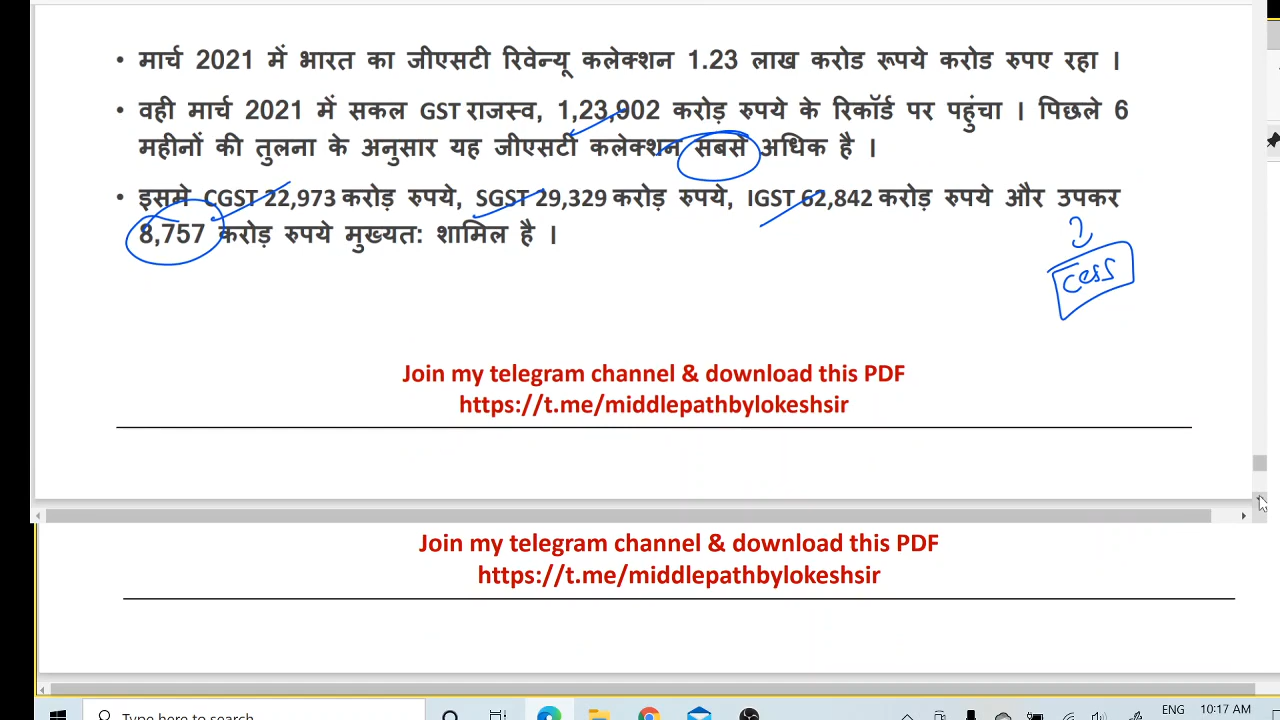 • मार्च 2021 में भारत का जीएसटी रिवेन्यू कलेक्शन 1.23 लाख करोड रूपये करोड रुपए रहा ।
• वही मार्च 2021 में सकल GST राजस्व, 1,23,902 करोड़ रुपये के रिकॉर्ड पर पहुंचा । पिछले 6
महीनों की तुलना के अनुसार यह जीएसटी कलेक्शन सबसे अधिक है ।
• इसमे CGST 22,973 करोड़ रुपये, SGST 29,329 करोड़ रुपये, IGST 62,842 करोड़ रुपये और उपकर
8,757 करोड़ रुपये मुख्यत: शामिल है ।
cess
Join my telegram channel & download this PDF
https://t.me/middlepathbylokeshsir
Join my telegram channel & download this PDF
https://t.me/middlepathbylokeshsir
Type here to search
ENG 10:17 AM